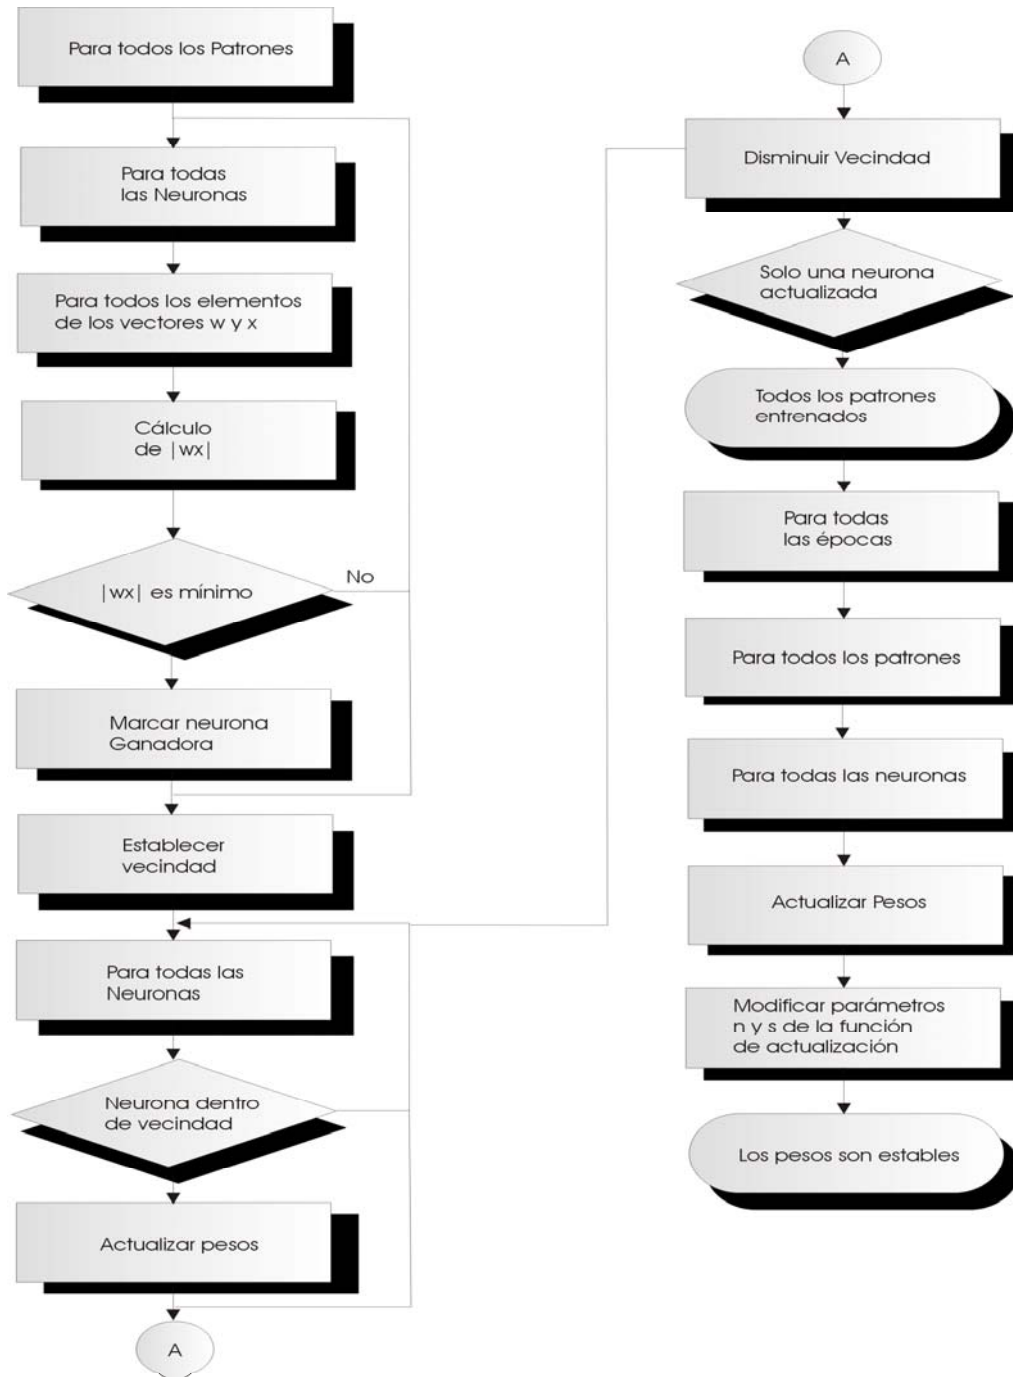 Para todos los Patrones
Para todas
las Neuronas
Para todos los elementos
de los vectores w y x
Cálculo
de |wx|
|wx| es mínimo
No
Marcar neurona
Ganadora
Establecer
vecindad
Para todas las
Neuronas
Neurona dentro
de vecindad
Actualizar pesos
A
A
Disminuir Vecindad
Solo una neurona
actualizada
Todos los patrones
entrenados
Para todas
las épocas
Para todos los patrones
Para todas las neuronas
Actualizar Pesos
Modificar parámetros
n y s de la función
de actualización
Los pesos son estables